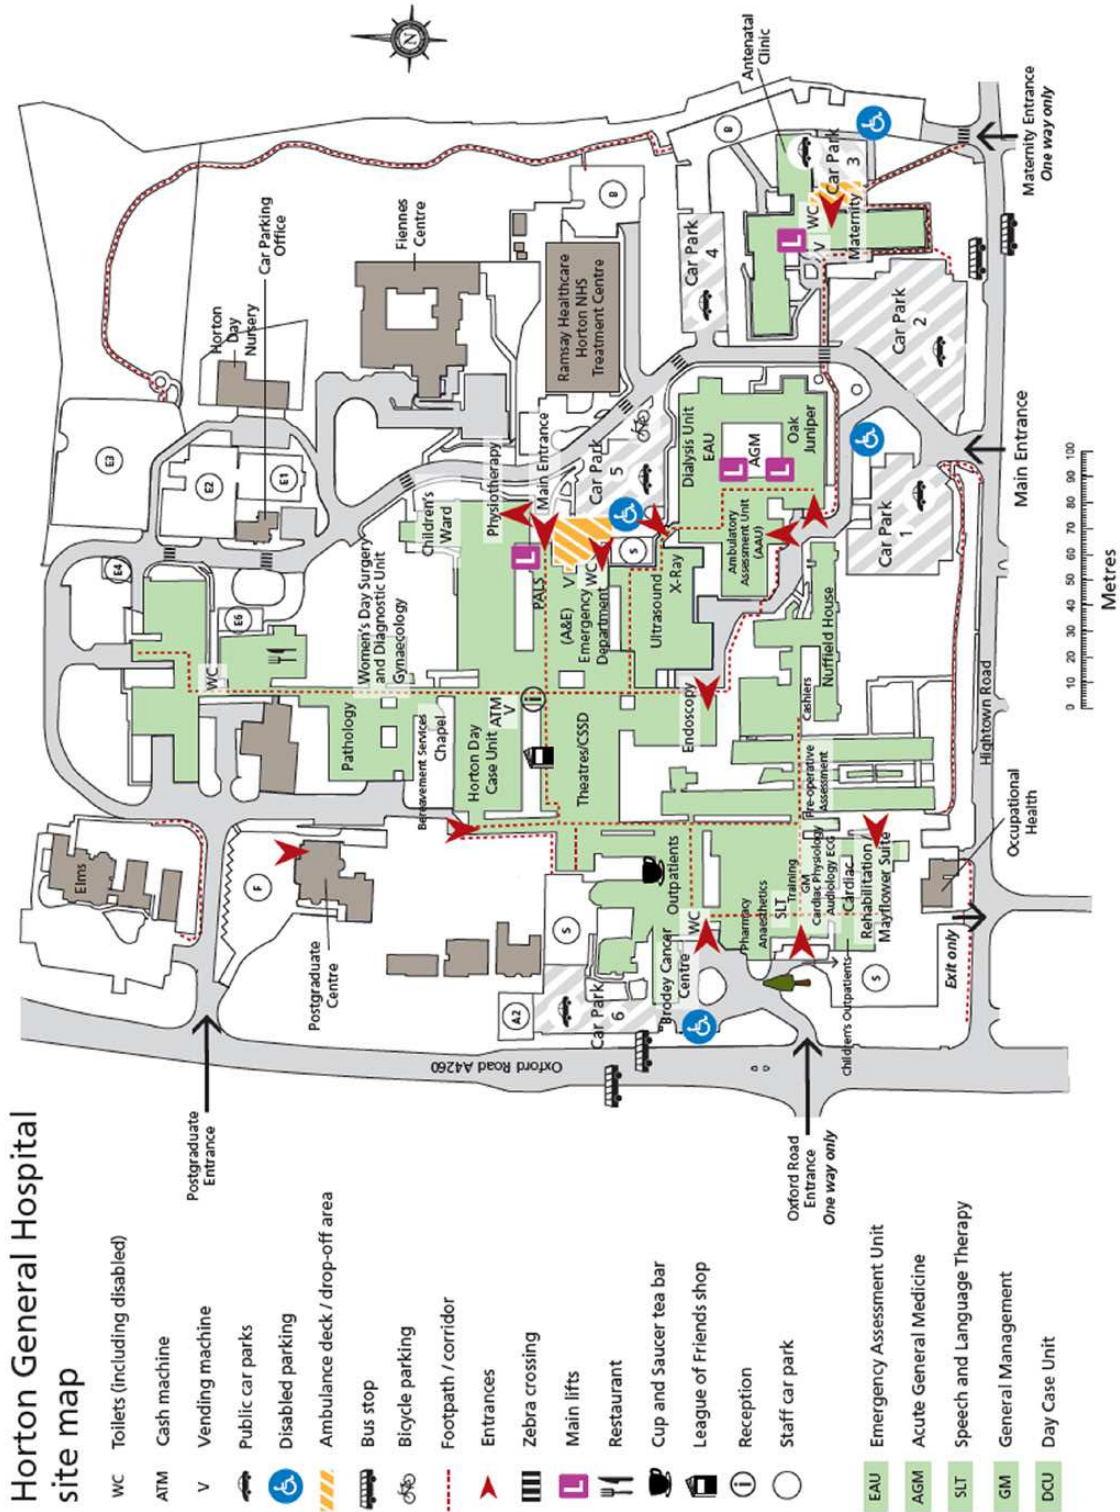 Horton General Hospital
site map
WC Toilets (including disabled)
ATM Cash machine
V Vending machine
Public car parks
Disabled parking
Ambulance deck / drop-off area
Bus stop
Bicycle parking
Footpath / corridor
Entrances
Zebra crossing
L Main lifts
Restaurant
Cup and Saucer tea bar
League of Friends shop
i Reception
Staff car park
EAU Emergency Assessment Unit
AGM Acute General Medicine
SLT Speech and Language Therapy
GM General Management
DCU Day Case Unit
Postgraduate
Entrance
Oxford Road
Entrance
One way only
Oxford Road A4260
Elms
F
Postgraduate
Centre
A2
Car Park
6
S
Brodey Cancer
Centre
WC
Outpatients
Pharmacy
Anaesthetics
SLT
Training
GM
Cardiac Physiology
Audiology ECG
Cardiac
Rehabilitation /
Mayflower Suite
Children's Outpatients
S
Exit only
Occupational
Health
Hightown Road
Pre-operative
Assessment
Cashiers
Nuffield House
Endoscopy
Theatres/CSSD
Horton Day
Case Unit
ATM
V
i
Bereavement Services
Chapel
Pathology
Women's Day Surgery
and Diagnostic Unit
Gynaecology
WC
E6
E4
E3
E2
E1
Horton
Day
Nursery
Car Parking
Office
Fiennes
Centre
Children's
Ward
Physiotherapy
Main Entrance
L
PALS
V
WC
(A&E)
Emergency
Department
S
Ultrasound
X-Ray
Car Park
5
Ramsay Healthcare
Horton NHS
Treatment Centre
B
B
Car Park
4
Dialysis Unit
EAU
L
AGM
L
Oak
Juniper
Ambulatory
Assessment Unit
(AAU)
Car Park
1
Car Park
2
Car Park
3
Antenatal
Clinic
L
WC
V
Maternity
Maternity Entrance
One way only
Main Entrance
0 10 20 30 40 50 60 70 80 90 100
Metres
N